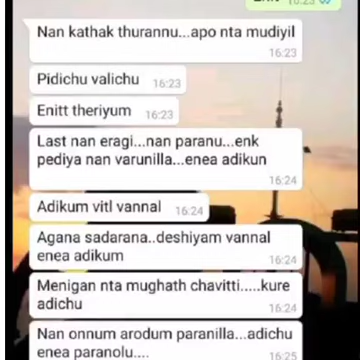 16:23
Nan kathak thurannu...apo nta mudiyil
16:23
Pidichu valichu 16:23
Enitt theriyum 16:23
Last nan eragi...nan paranu...enk
pediya nan varunilla...enea adikun
16:24
Adikum vitl vannal 16:24
Agana sadarana..deshiyam vannal
enea adikum
16:24
Menigan nta mughath chavitti.....kure
adichu
16:24
Nan onnum arodum paranilla...adichu
enea paranolu....
16:25